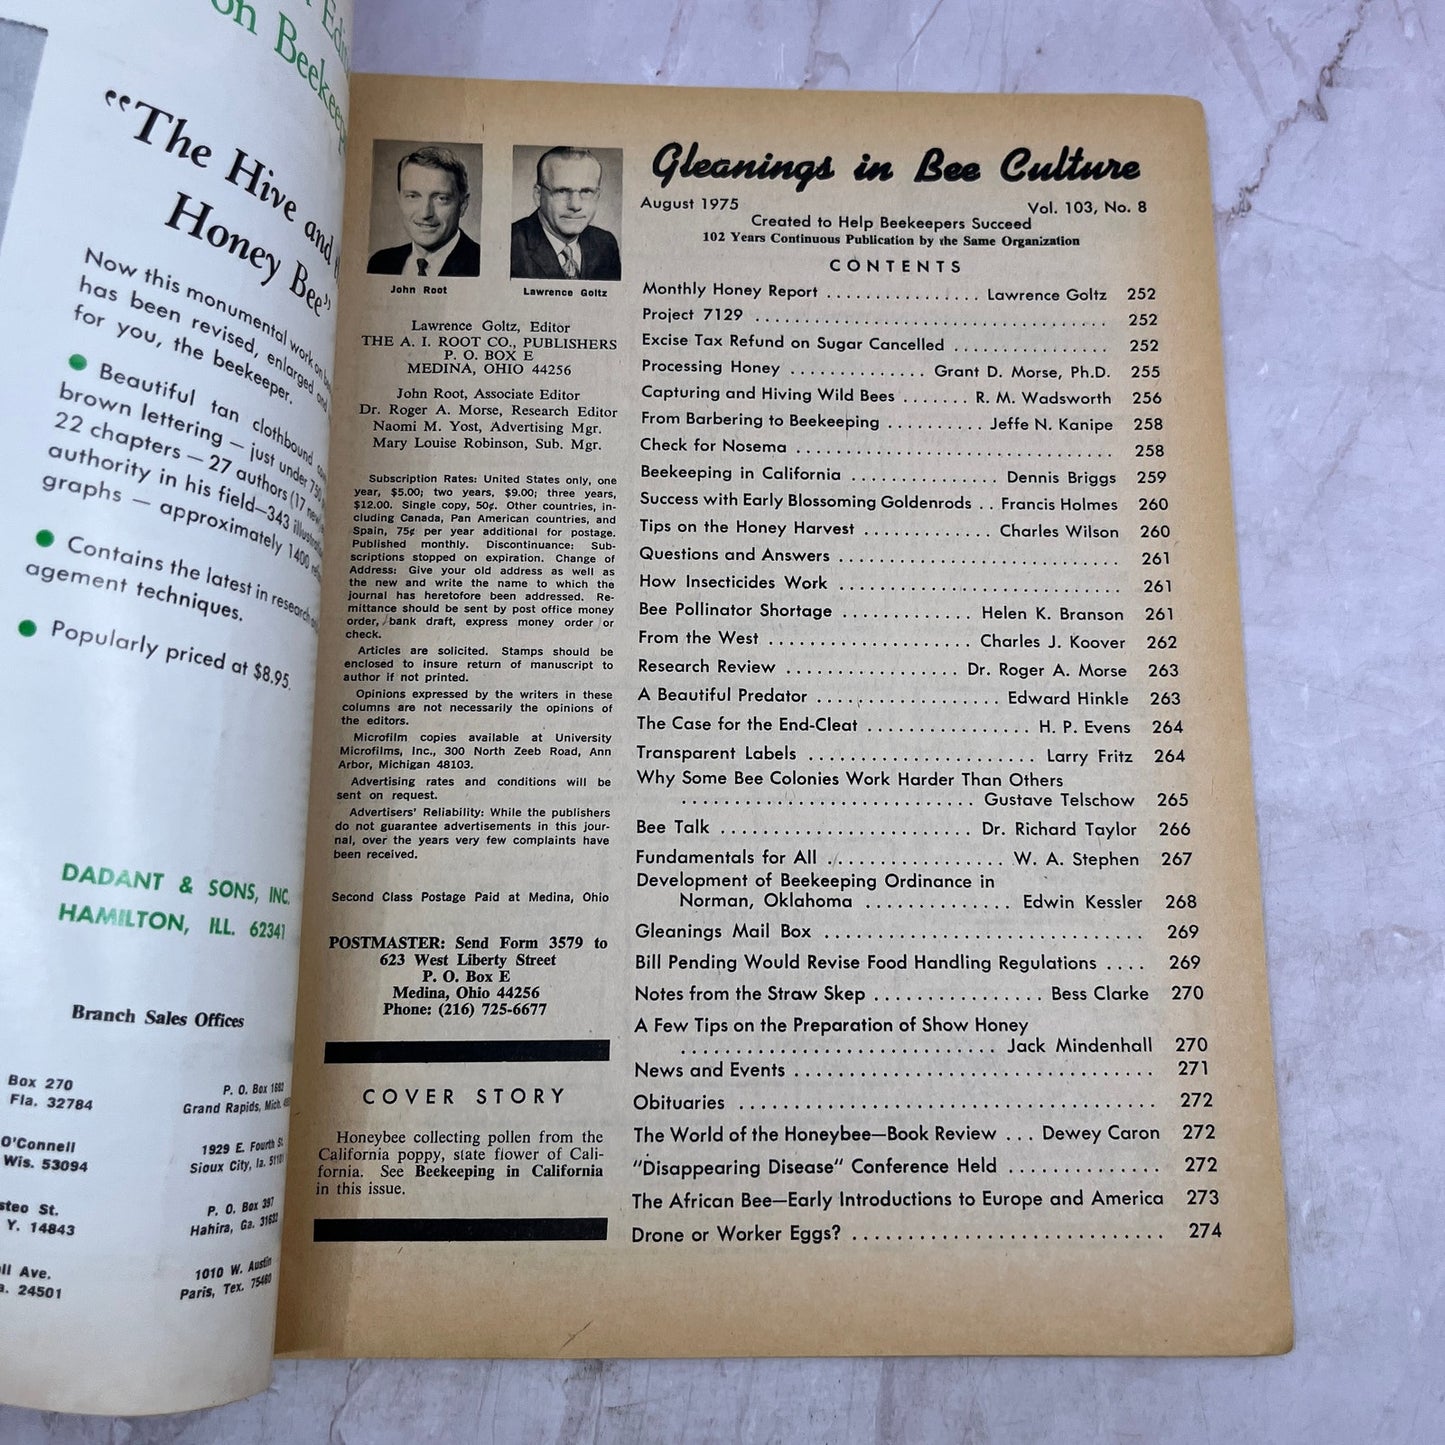 on Beekeep
"The Hive and
Honey Bee"
Now this monumental work on
has been revised, enlarged and
for you, the beekeeper.
● Beautiful tan clothbound
brown lettering — just under 750
22 chapters — 27 authors (17 new)
authority in his field—343
graphs — approximately 1400
● Contains the latest in research
agement techniques.
● Popularly priced at $8.95.
DADANT & SONS, INC.
HAMILTON, ILL. 62341
Branch Sales Offices
Box 270
Fla. 32784
O'Connell
Wis. 53094
steo St.
Y. 14843
ll Ave.
a. 24501
P. O. Box 1682
Grand Rapids, Mich.
1929 E. Fourth St.
Sioux City, Ia. 51101
P. O. Box 397
Hahira, Ga. 31632
1010 W. Austin
Paris, Tex. 75460
John Root
Lawrence Goltz
Lawrence Goltz, Editor
THE A. I. ROOT CO., PUBLISHERS
P. O. BOX E
MEDINA, OHIO 44256
John Root, Associate Editor
Dr. Roger A. Morse, Research Editor
Naomi M. Yost, Advertising Mgr.
Mary Louise Robinson, Sub. Mgr.
Subscription Rates: United States only, one
year, $5.00; two years, $9.00; three years,
$12.00. Single copy, 50¢. Other countries, in-
cluding Canada, Pan American countries, and
Spain, 75¢ per year additional for postage.
Published monthly. Discontinuance: Sub-
scriptions stopped on expiration. Change of
Address: Give your old address as well as
the new and write the name to which the
journal has heretofore been addressed. Re-
mittance should be sent by post office money
order, bank draft, express money order or
check.
Articles are solicited. Stamps should be
enclosed to insure return of manuscript to
author if not printed.
Opinions expressed by the writers in these
columns are not necessarily the opinions of
the editors.
Microfilm copies available at University
Microfilms, Inc., 300 North Zeeb Road, Ann
Arbor, Michigan 48103.
Advertising rates and conditions will be
sent on request.
Advertisers' Reliability: While the publishers
do not guarantee advertisements in this jour-
nal, over the years very few complaints have
been received.
Second Class Postage Paid at Medina, Ohio
POSTMASTER: Send Form 3579 to
623 West Liberty Street
P. O. Box E
Medina, Ohio 44256
Phone: (216) 725-6677
COVER STORY
Honeybee collecting pollen from the
California poppy, state flower of Cali-
fornia. See Beekeeping in California
in this issue.
Gleanings in Bee Culture
August 1975 Vol. 103, No. 8
Created to Help Beekeepers Succeed
102 Years Continuous Publication by the Same Organization
CONTENTS
Monthly Honey Report ................ Lawrence Goltz 252
Project 7129 .................................... 252
Excise Tax Refund on Sugar Cancelled ................ 252
Processing Honey .............. Grant D. Morse, Ph.D. 255
Capturing and Hiving Wild Bees ....... R. M. Wadsworth 256
From Barbering to Beekeeping .......... Jeffe N. Kanipe 258
Check for Nosema ................................. 258
Beekeeping in California ................ Dennis Briggs 259
Success with Early Blossoming Goldenrods .. Francis Holmes 260
Tips on the Honey Harvest ............. Charles Wilson 260
Questions and Answers ............................. 261
How Insecticides Work ............................. 261
Bee Pollinator Shortage ............. Helen K. Branson 261
From the West .................... Charles J. Koover 262
Research Review ................. Dr. Roger A. Morse 263
A Beautiful Predator .................. Edward Hinkle 263
The Case for the End-Cleat ................ H. P. Evens 264
Transparent Labels ....................... Larry Fritz 264
Why Some Bee Colonies Work Harder Than Others
............................. Gustave Telschow 265
Bee Talk ......................... Dr. Richard Taylor 266
Fundamentals for All ................. W. A. Stephen 267
Development of Beekeeping Ordinance in
Norman, Oklahoma .............. Edwin Kessler 268
Gleanings Mail Box ................................ 269
Bill Pending Would Revise Food Handling Regulations .... 269
Notes from the Straw Skep ................ Bess Clarke 270
A Few Tips on the Preparation of Show Honey
.............................. Jack Mindenhall 270
News and Events ................................... 271
Obituaries ........................................ 272
The World of the Honeybee—Book Review ... Dewey Caron 272
"Disappearing Disease" Conference Held .............. 272
The African Bee—Early Introductions to Europe and America 273
Drone or Worker Eggs? ............................. 274